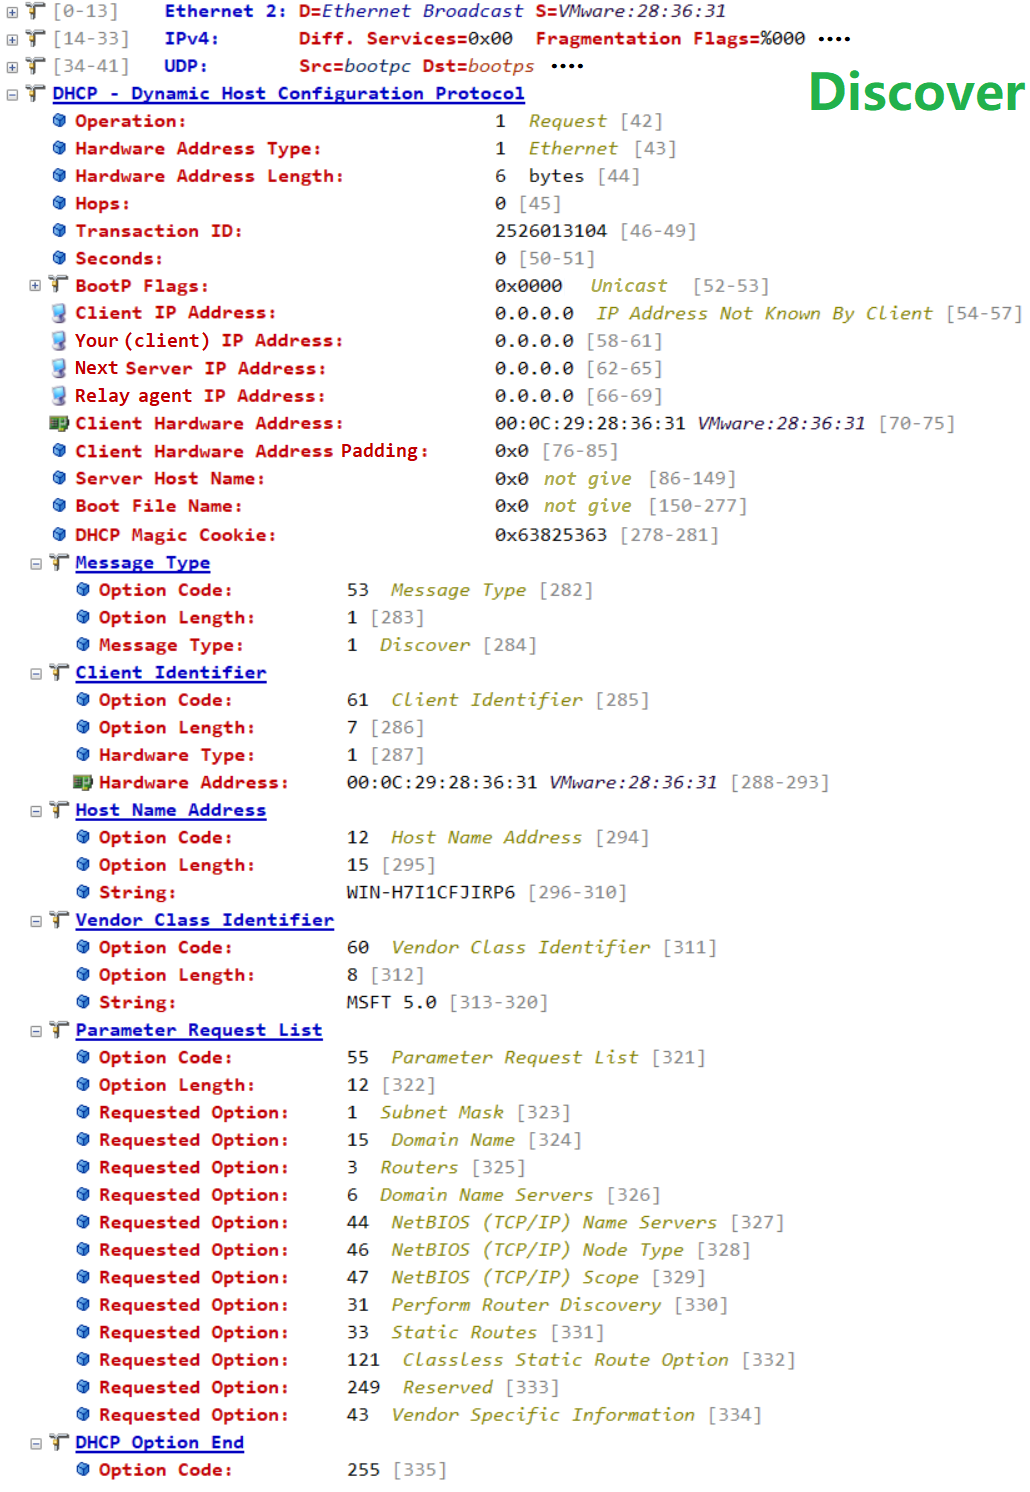 [0-13] Ethernet 2: D=Ethernet Broadcast S=VMware:28:36:31
[14-33] IPv4: Diff. Services=0x00 Fragmentation Flags=%000 ••••
[34-41] UDP: Src=bootpc Dst=bootps ••••
DHCP - Dynamic Host Configuration Protocol
Discover
Operation: 1 Request [42]
Hardware Address Type: 1 Ethernet [43]
Hardware Address Length: 6 bytes [44]
Hops: 0 [45]
Transaction ID: 2526013104 [46-49]
Seconds: 0 [50-51]
BootP Flags: 0x0000 Unicast [52-53]
Client IP Address: 0.0.0.0 IP Address Not Known By Client [54-57]
Your (client) IP Address: 0.0.0.0 [58-61]
Next Server IP Address: 0.0.0.0 [62-65]
Relay agent IP Address: 0.0.0.0 [66-69]
Client Hardware Address: 00:0C:29:28:36:31 VMware:28:36:31 [70-75]
Client Hardware Address Padding: 0x0 [76-85]
Server Host Name: 0x0 not give [86-149]
Boot File Name: 0x0 not give [150-277]
DHCP Magic Cookie: 0x63825363 [278-281]
Message Type
Option Code: 53 Message Type [282]
Option Length: 1 [283]
Message Type: 1 Discover [284]
Client Identifier
Option Code: 61 Client Identifier [285]
Option Length: 7 [286]
Hardware Type: 1 [287]
Hardware Address: 00:0C:29:28:36:31 VMware:28:36:31 [288-293]
Host Name Address
Option Code: 12 Host Name Address [294]
Option Length: 15 [295]
String: WIN-H7I1CFJIRP6 [296-310]
Vendor Class Identifier
Option Code: 60 Vendor Class Identifier [311]
Option Length: 8 [312]
String: MSFT 5.0 [313-320]
Parameter Request List
Option Code: 55 Parameter Request List [321]
Option Length: 12 [322]
Requested Option: 1 Subnet Mask [323]
Requested Option: 15 Domain Name [324]
Requested Option: 3 Routers [325]
Requested Option: 6 Domain Name Servers [326]
Requested Option: 44 NetBIOS (TCP/IP) Name Servers [327]
Requested Option: 46 NetBIOS (TCP/IP) Node Type [328]
Requested Option: 47 NetBIOS (TCP/IP) Scope [329]
Requested Option: 31 Perform Router Discovery [330]
Requested Option: 33 Static Routes [331]
Requested Option: 121 Classless Static Route Option [332]
Requested Option: 249 Reserved [333]
Requested Option: 43 Vendor Specific Information [334]
DHCP Option End
Option Code: 255 [335]